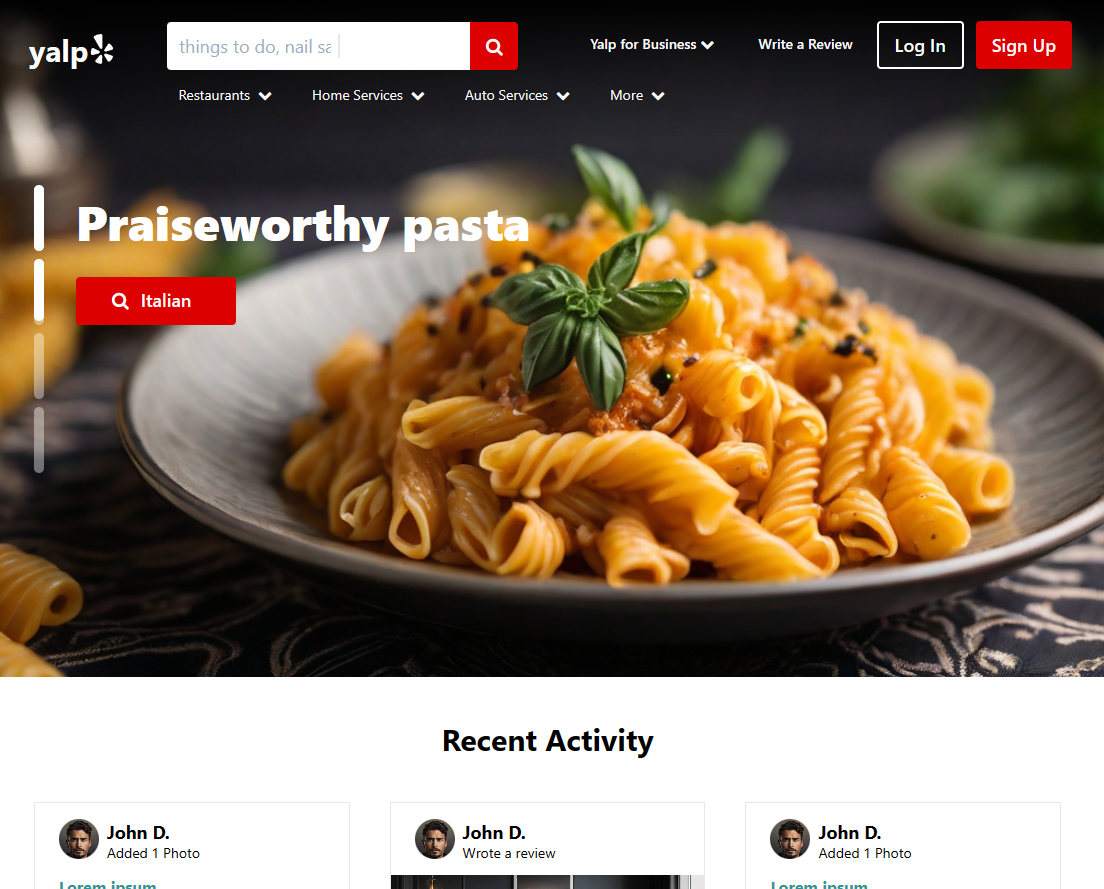 yalp
things to do, nail sa
Yalp for Business
Write a Review
Log In
Sign Up
Restaurants
Home Services
Auto Services
More
Praiseworthy pasta
Italian
Recent Activity
John D.
Added 1 Photo
Lorem ipsum
John D.
Wrote a review
John D.
Added 1 Photo
Lorem ipsum